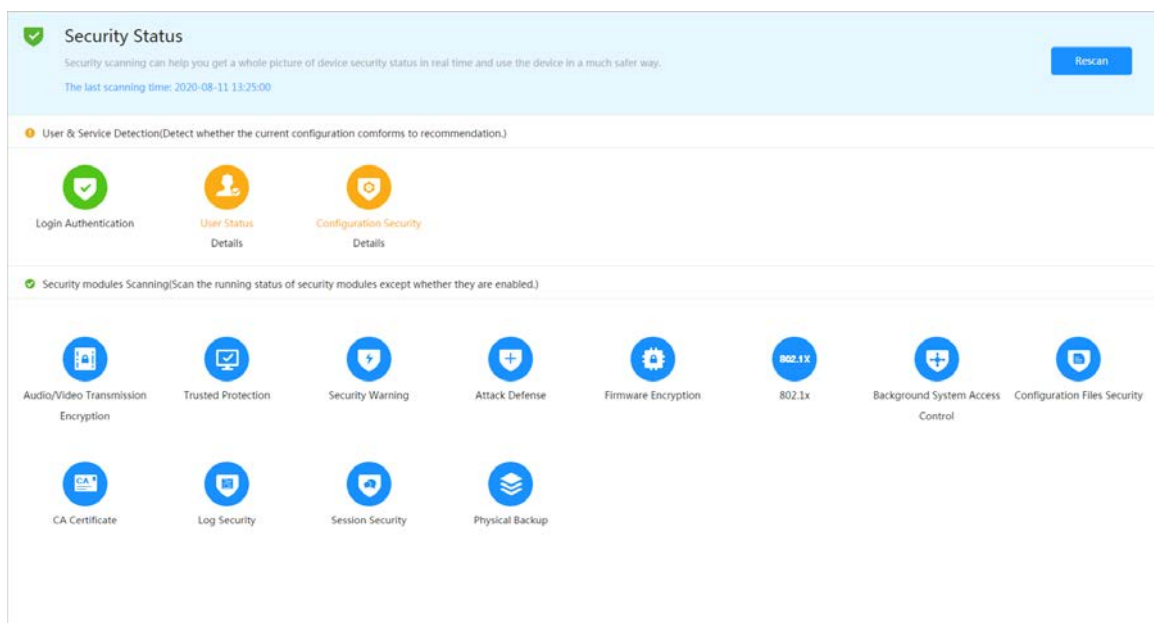 Security Status
Security scanning can help you get a whole picture of device security status in real time and use the device in a much safer way.
Rescan
The last scanning time: 2020-08-11 13:25:00
User & Service Detection(Detect whether the current configuration comforms to recommendation.)
Login Authentication
User Status
Configuration Security
Details
Details
Security modules Scanning(Scan the running status of security modules except whether they are enabled.)
802.1X
Audio/Video Transmission
Encryption
Trusted Protection
Security Warning
Attack Defense
Firmware Encryption
802.1x
Background System Access
Control
Configuration Files Security
CA
CA Certificate
Log Security
Session Security
Physical Backup